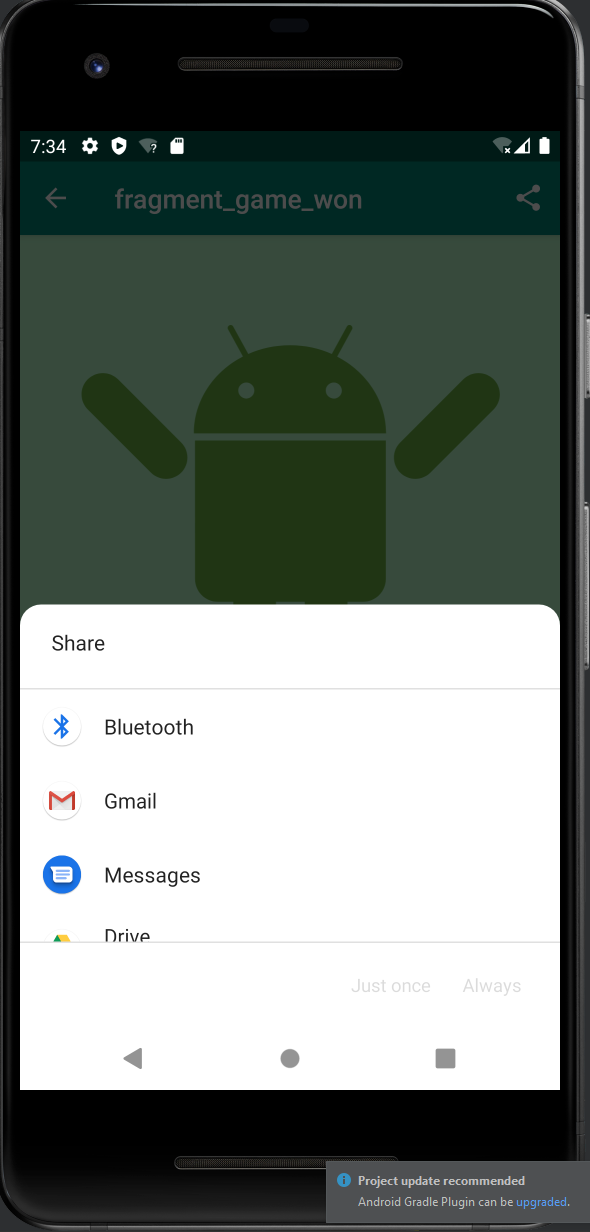 7:34
fragment_game_won
Share
Bluetooth
Gmail
Messages
Drive
Just once Always
Project update recommended
Android Gradle Plugin can be upgraded.